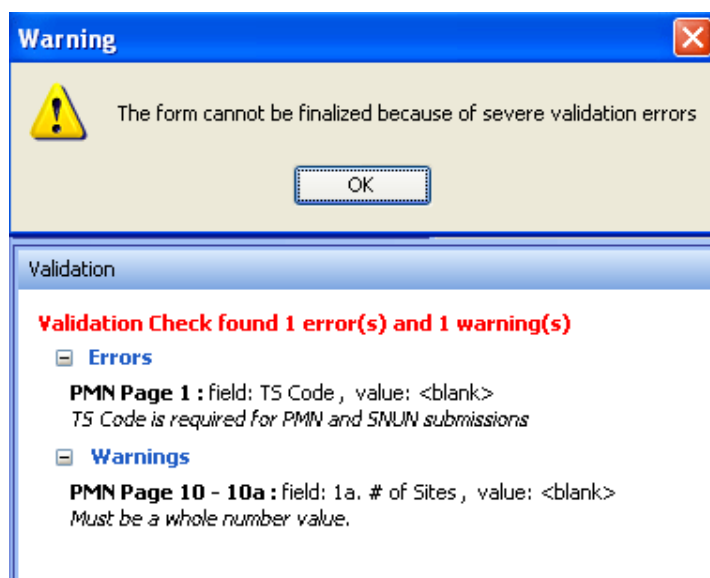 Warning
The form cannot be finalized because of severe validation errors
OK
Validation
Validation Check found 1 error(s) and 1 warning(s)
Errors
PMN Page 1 : field: TS Code , value: <blank>
TS Code is required for PMN and SNUN submissions
Warnings
PMN Page 10 - 10a : field: 1a. # of Sites , value: <blank>
Must be a whole number value.